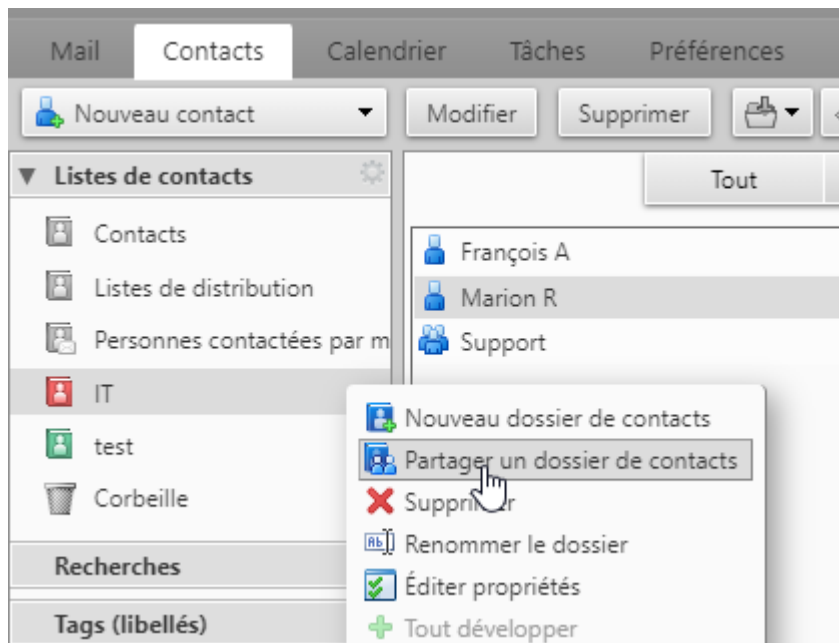 Mail Contacts Calendrier Tâches Préférences
Nouveau contact Modifier Supprimer
Listes de contacts
Tout
Contacts
Listes de distribution
Personnes contactées par m
IT
test
Corbeille
Recherches
Tags (libellés)
François A
Marion R
Support
Nouveau dossier de contacts
Partager un dossier de contacts
Supprimer
Renommer le dossier
Éditer propriétés
Tout développer